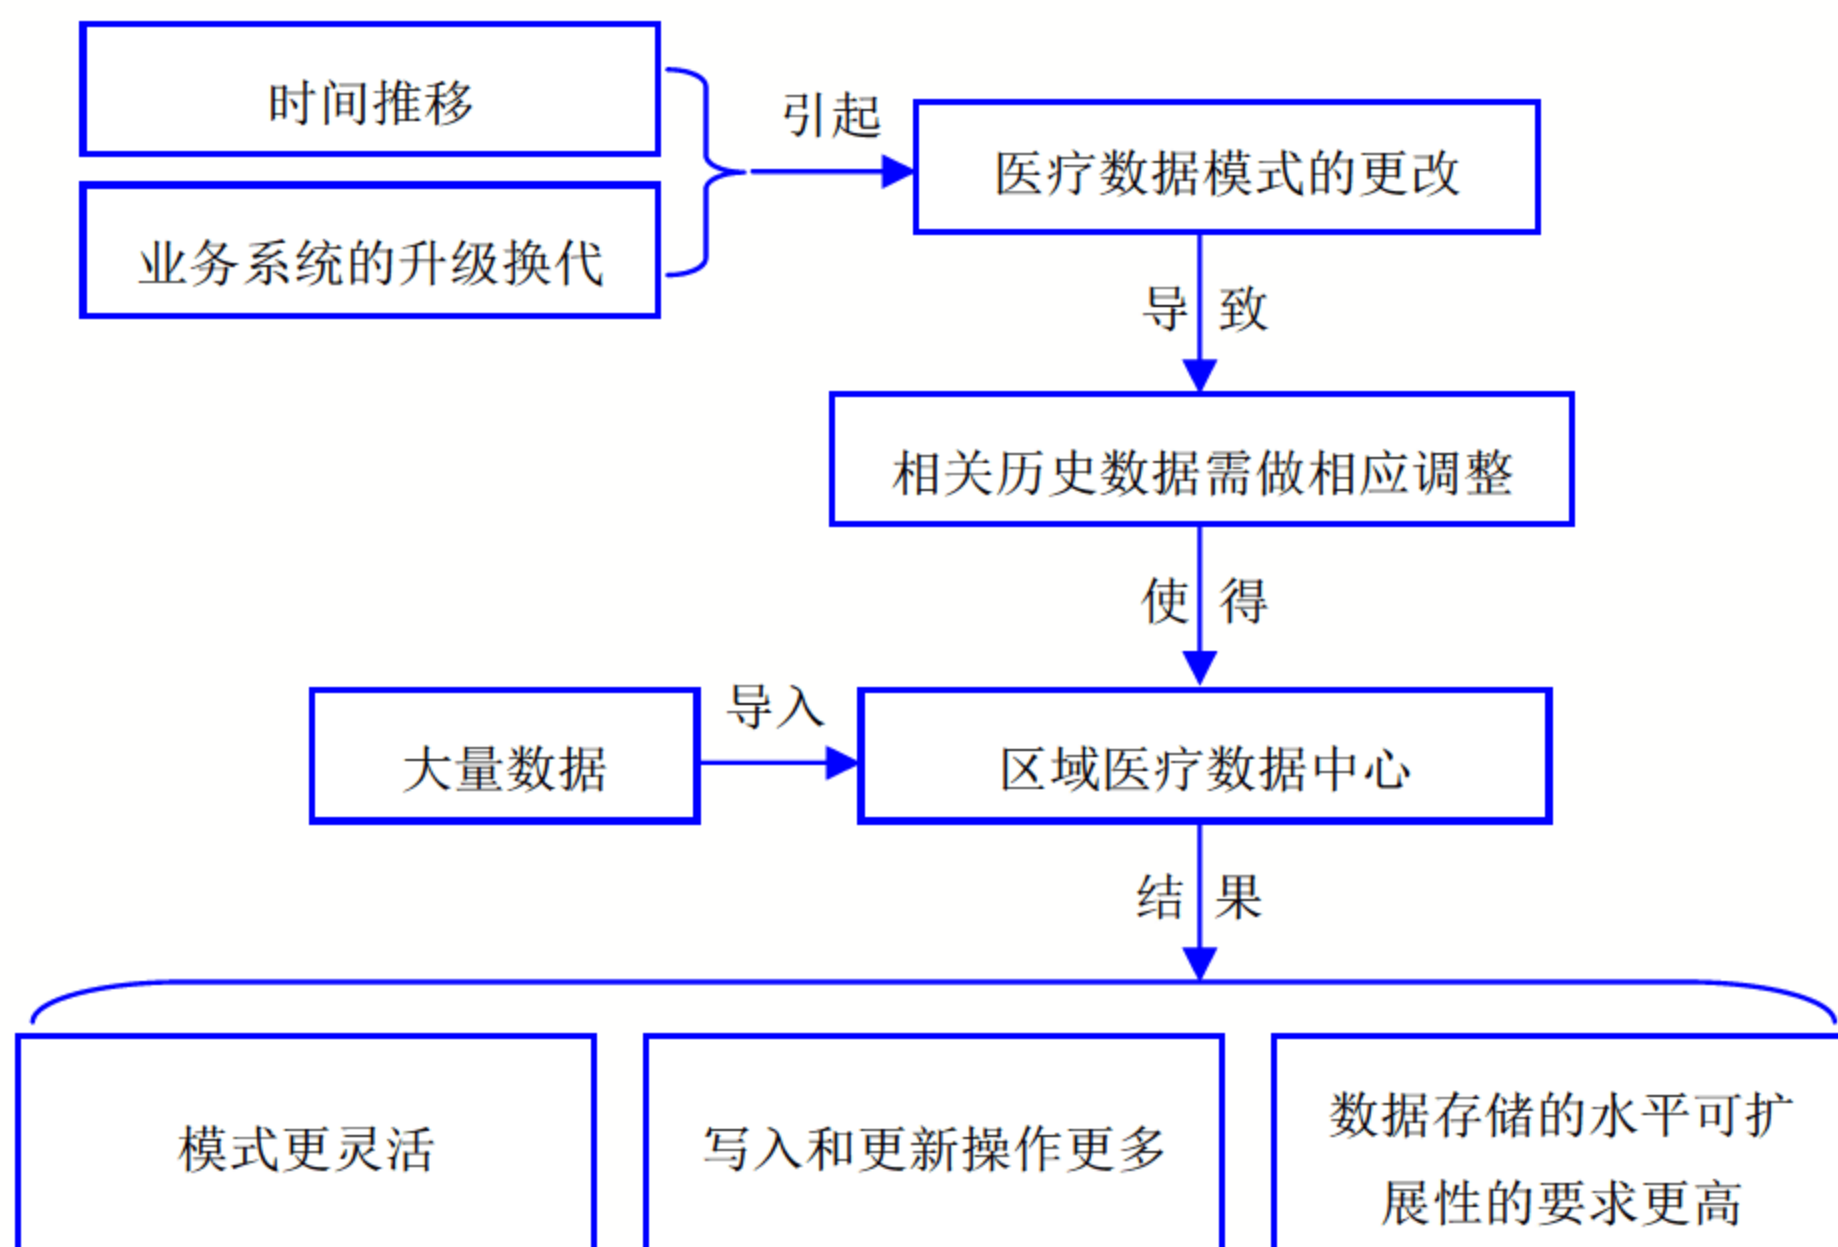 时间推移
业务系统的升级换代
引起
医疗数据模式的更改
导 致
相关历史数据需做相应调整
使 得
大量数据
导入
区域医疗数据中心
结 果
模式更灵活
写入和更新操作更多
数据存储的水平可扩
展性的要求更高